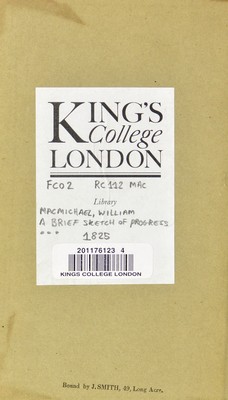 KING'S
College
LONDON
FCO2 RC112 MAC
Library
MACMICHAEL, WILLIAM
A BRIEF SKETCH OF PROGRESS
...
1825
201176123 4
KINGS COLLEGE LONDON
Bound by J. SMITH, 49, Long Acre.